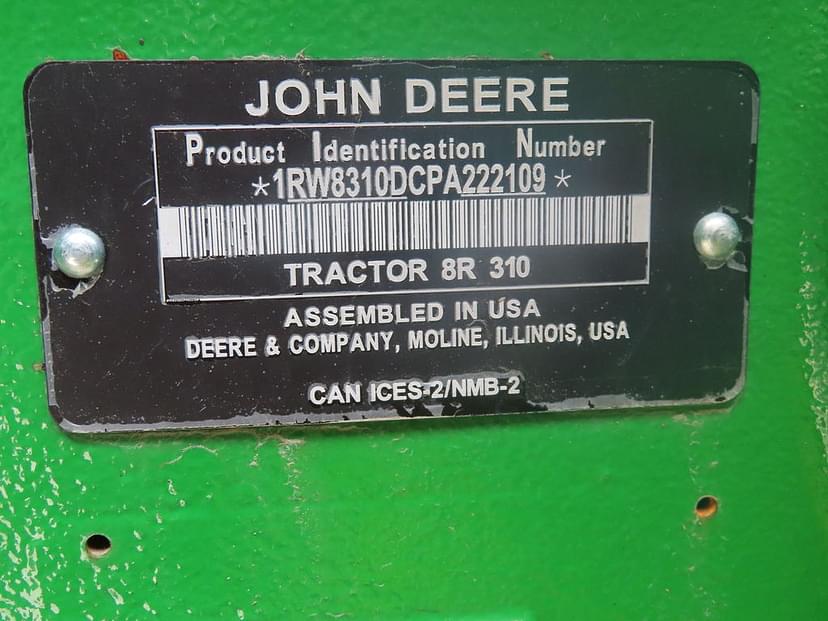 JOHN DEERE
Product Identification Number
*1RW8310DCPA222109*
TRACTOR 8R 310
ASSEMBLED IN USA
DEERE & COMPANY, MOLINE, ILLINOIS, USA
CAN ICES-2/NMB-2